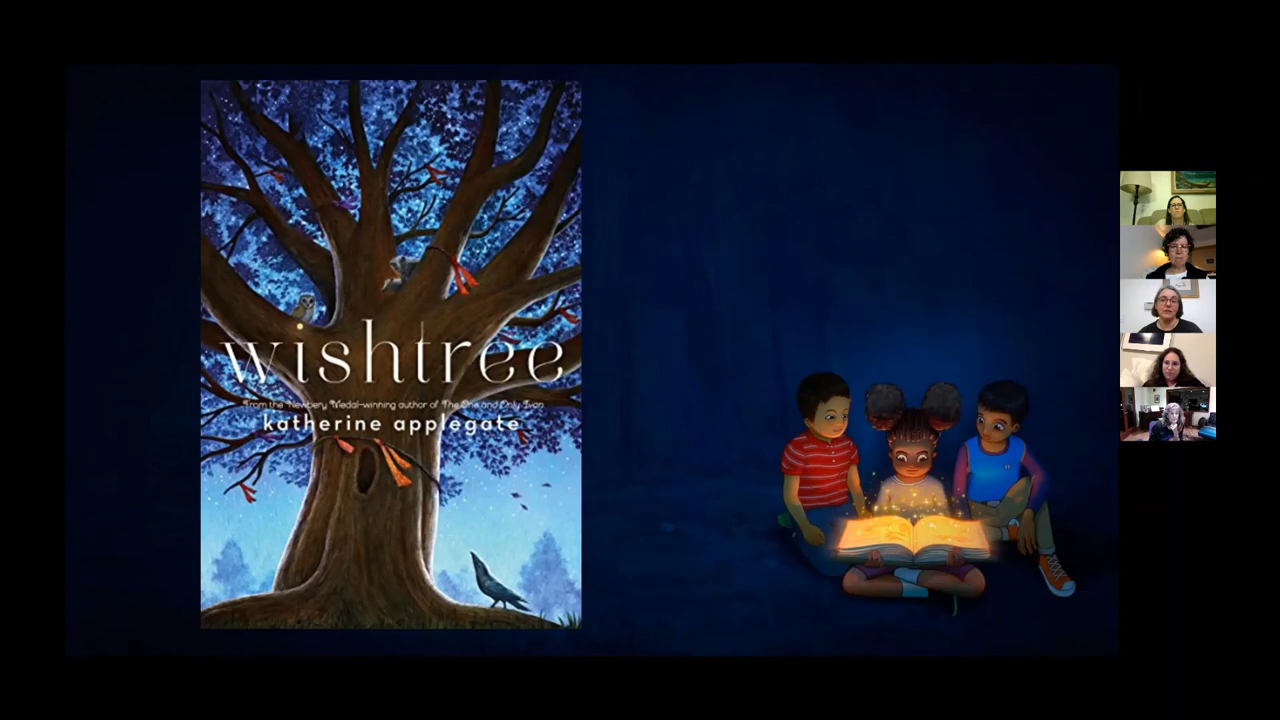 wishtree
From the Newbery Medal-winning author of The One and Only Ivan
katherine applegate